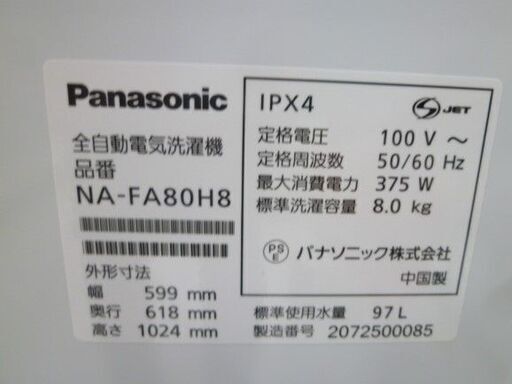 Panasonic
全自動電気洗濯機
品番
NA-FA80H8
外形寸法
幅 599 mm
奥行 618 mm
高さ 1024 mm
IPX4
S JET
定格電圧 100 V ～
定格周波数 50/60 Hz
最大消費電力 375 W
標準洗濯容量 8.0 kg
PS E パナソニック株式会社
中国製
標準使用水量 97 L
製造番号 2072500085